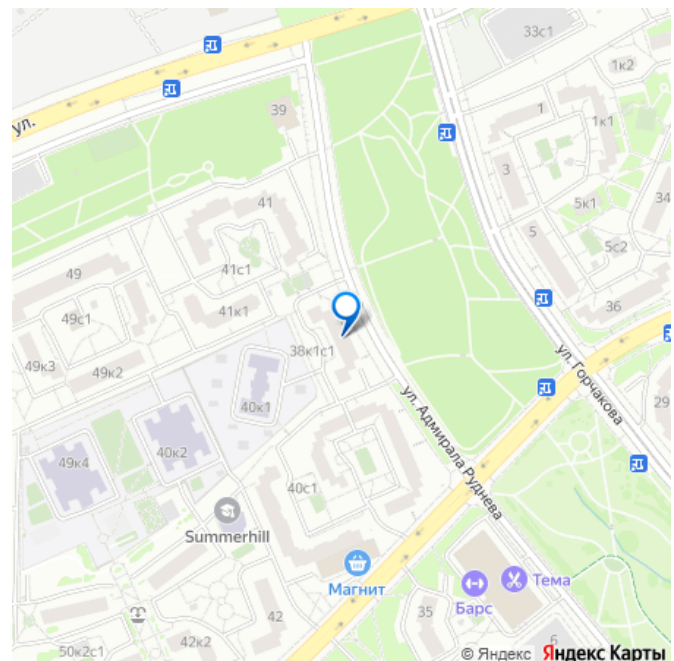 33с1
1к2
39
1
1к1
ул.
3
5к1
34
41
5
5с2
41с1
49
36
41к1
49с1
38к1с1
ул. Горчакова
49к3
49к2
29
40к1
ул. Адмирала Руднева
40к2
49к4
40с1
Summerhill
Магнит
Тема
Барс
35
42
6
42к2
50к2с1
© Яндекс Яндекс Карты